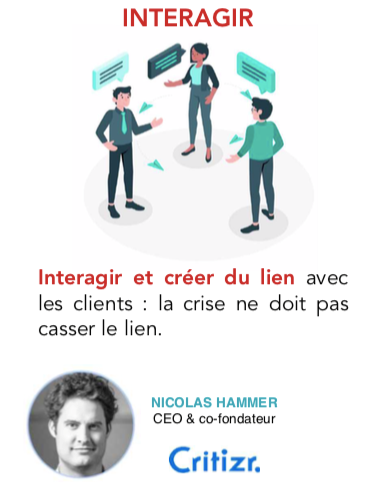 INTERAGIR
Interagir et créer du lien avec
les clients : la crise ne doit pas
casser le lien.
NICOLAS HAMMER
CEO & co-fondateur
Critizr.